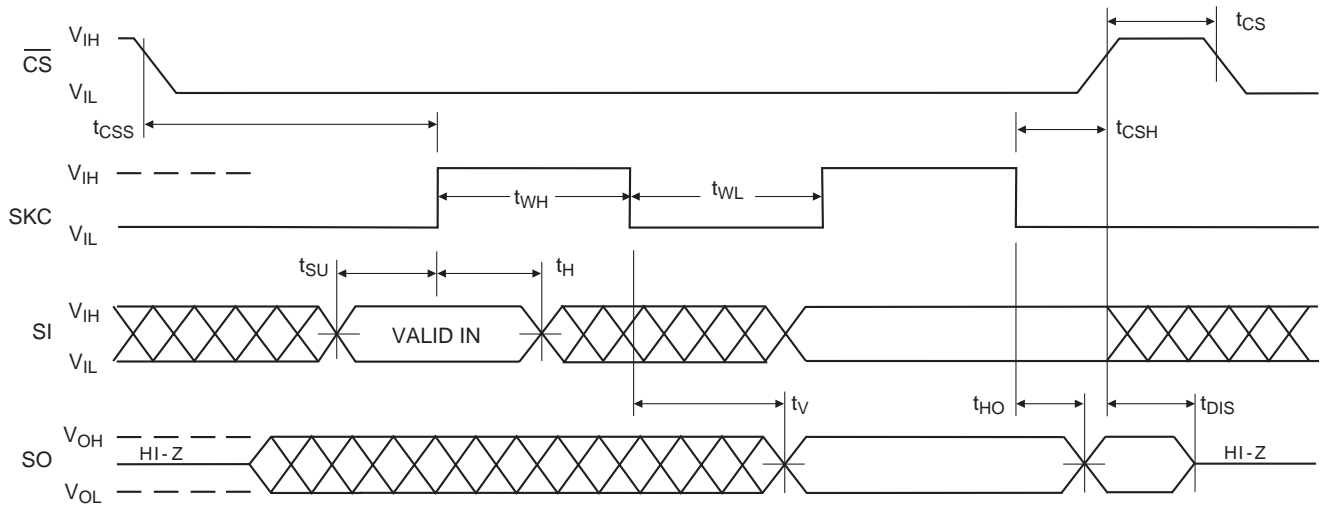 V_IH
C̅S̅
V_IL
t_CS
t_CSS
t_CSH
V_IH
SKC
V_IL
t_WH
t_WL
t_SU
t_H
V_IH
SI
V_IL
VALID IN
t_V
t_HO
t_DIS
V_OH
SO
HI-Z
HI-Z
V_OL